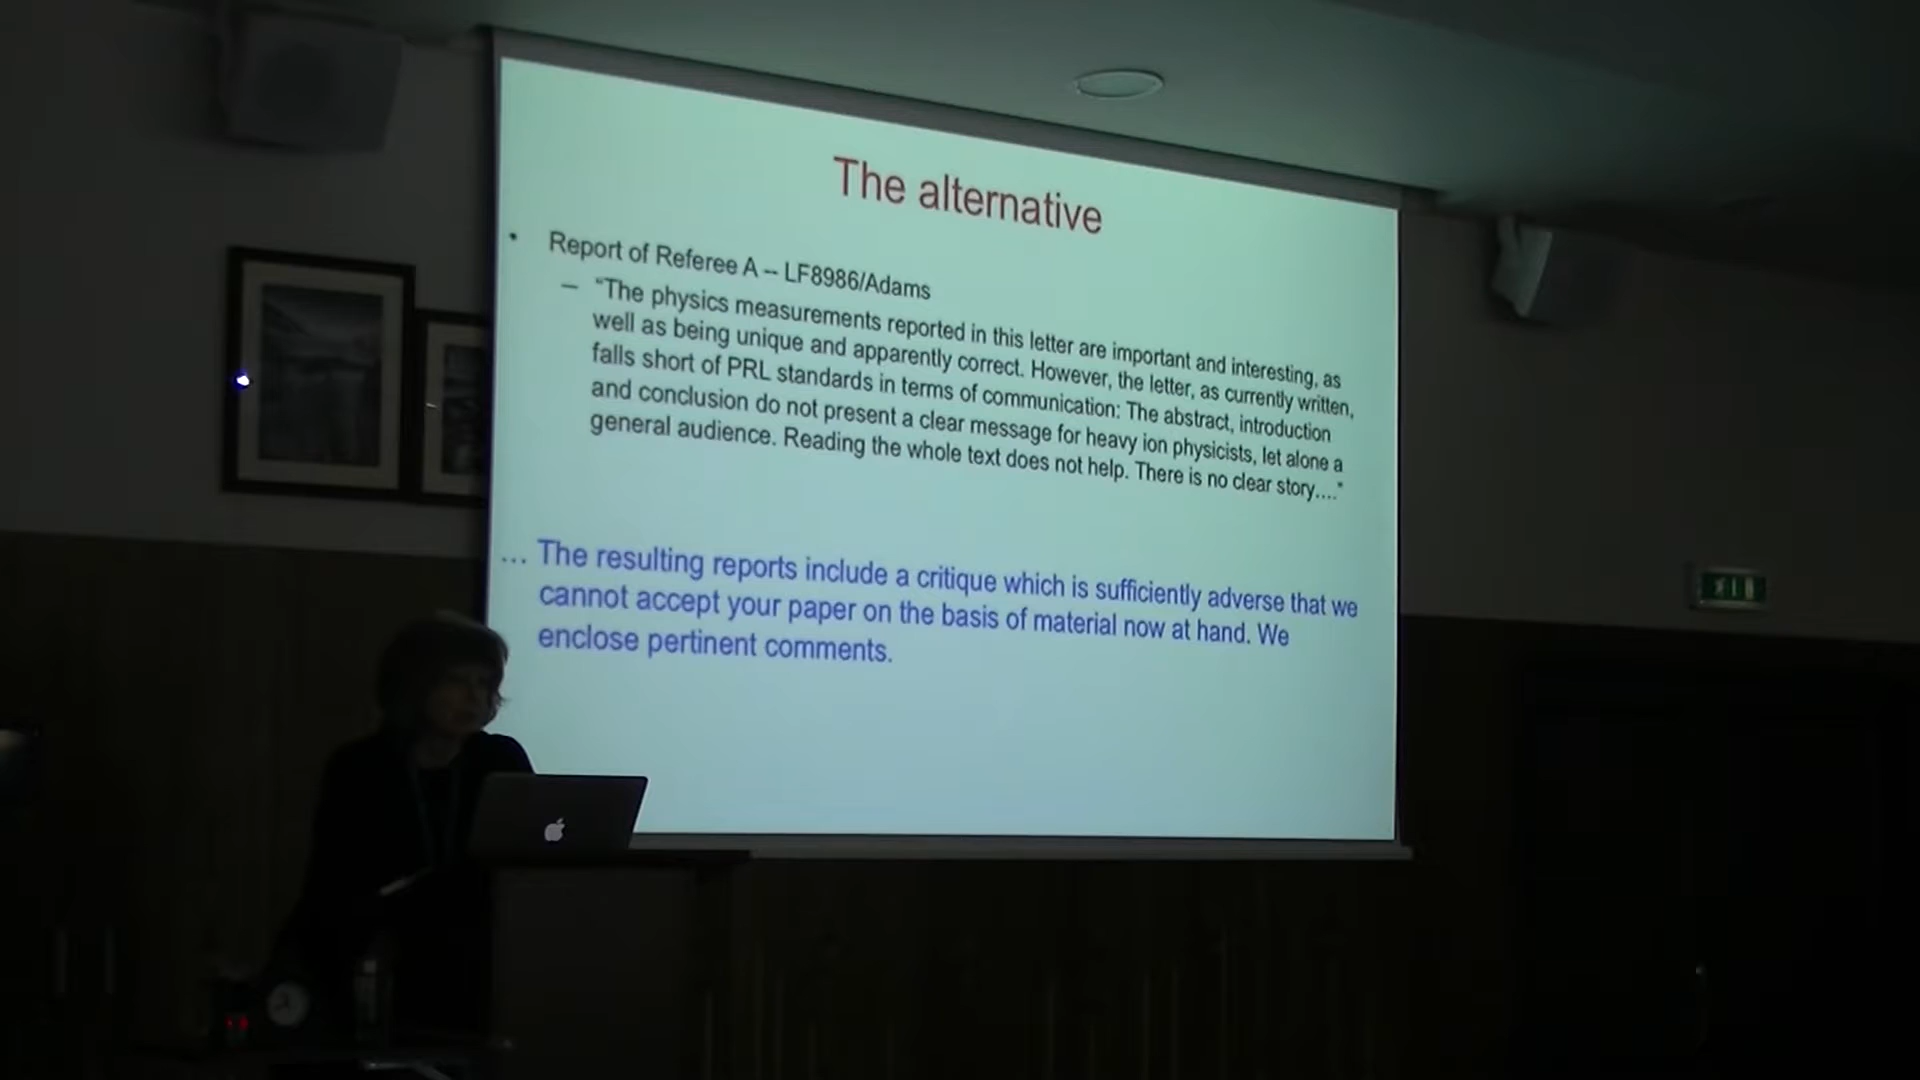 The alternative
• Report of Referee A – LF8986/Adams
– "The physics measurements reported in this letter are important and interesting, as
well as being unique and apparently correct. However, the letter, as currently written,
falls short of PRL standards in terms of communication: The abstract, introduction
and conclusion do not present a clear message for heavy ion physicists, let alone a
general audience. Reading the whole text does not help. There is no clear story...."
... The resulting reports include a critique which is sufficiently adverse that we
cannot accept your paper on the basis of material now at hand. We
enclose pertinent comments.